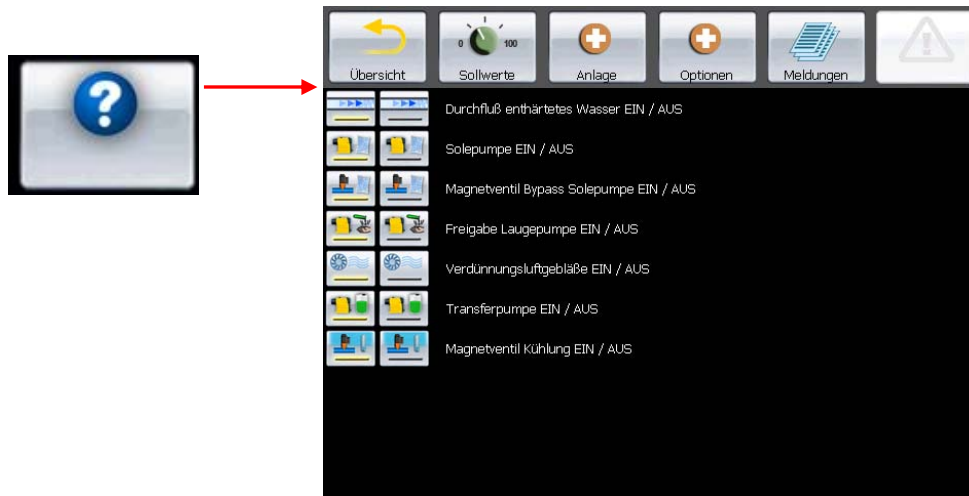 ?
0 100
Übersicht Sollwerte Anlage Optionen Meldungen
Durchfluß enthärtetes Wasser EIN / AUS
Solepumpe EIN / AUS
Magnetventil Bypass Solepumpe EIN / AUS
Freigabe Laugepumpe EIN / AUS
Verdünnungsluftgebläße EIN / AUS
Transferpumpe EIN / AUS
Magnetventil Kühlung EIN / AUS